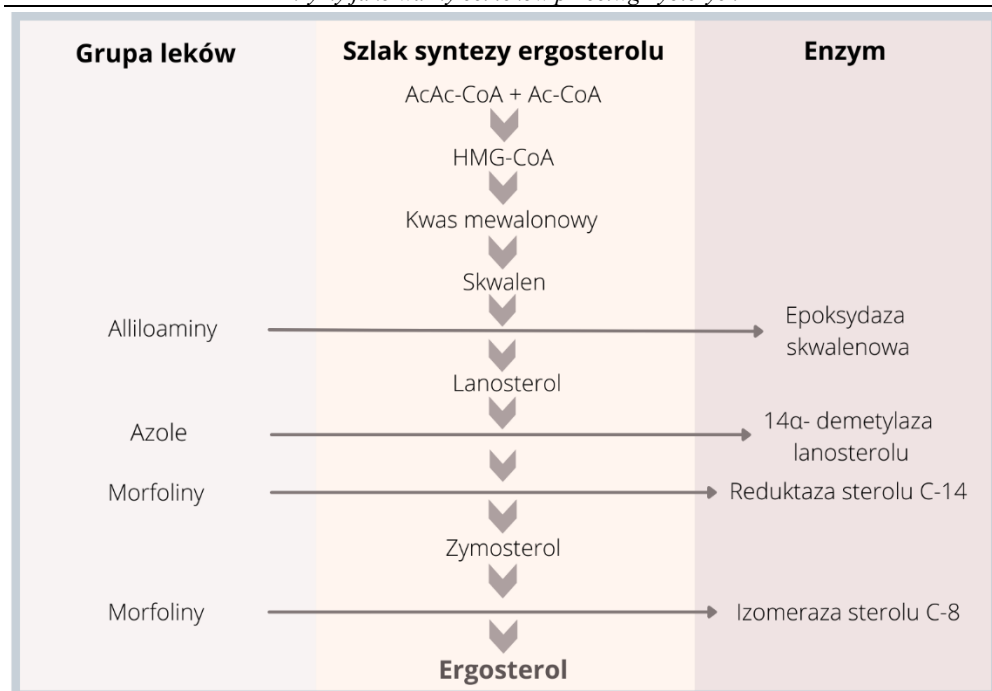 Grupa leków
Szlak syntezy ergosterolu
Enzym
AcAc-CoA + Ac-CoA
HMG-CoA
Kwas mewalonowy
Skwalen
Alliloaminy
Epoksydaza
skwalenowa
Lanosterol
Azole
14α- demetylaza
lanosterolu
Morfoliny
Reduktaza sterolu C-14
Zymosterol
Morfoliny
Izomeraza sterolu C-8
Ergosterol